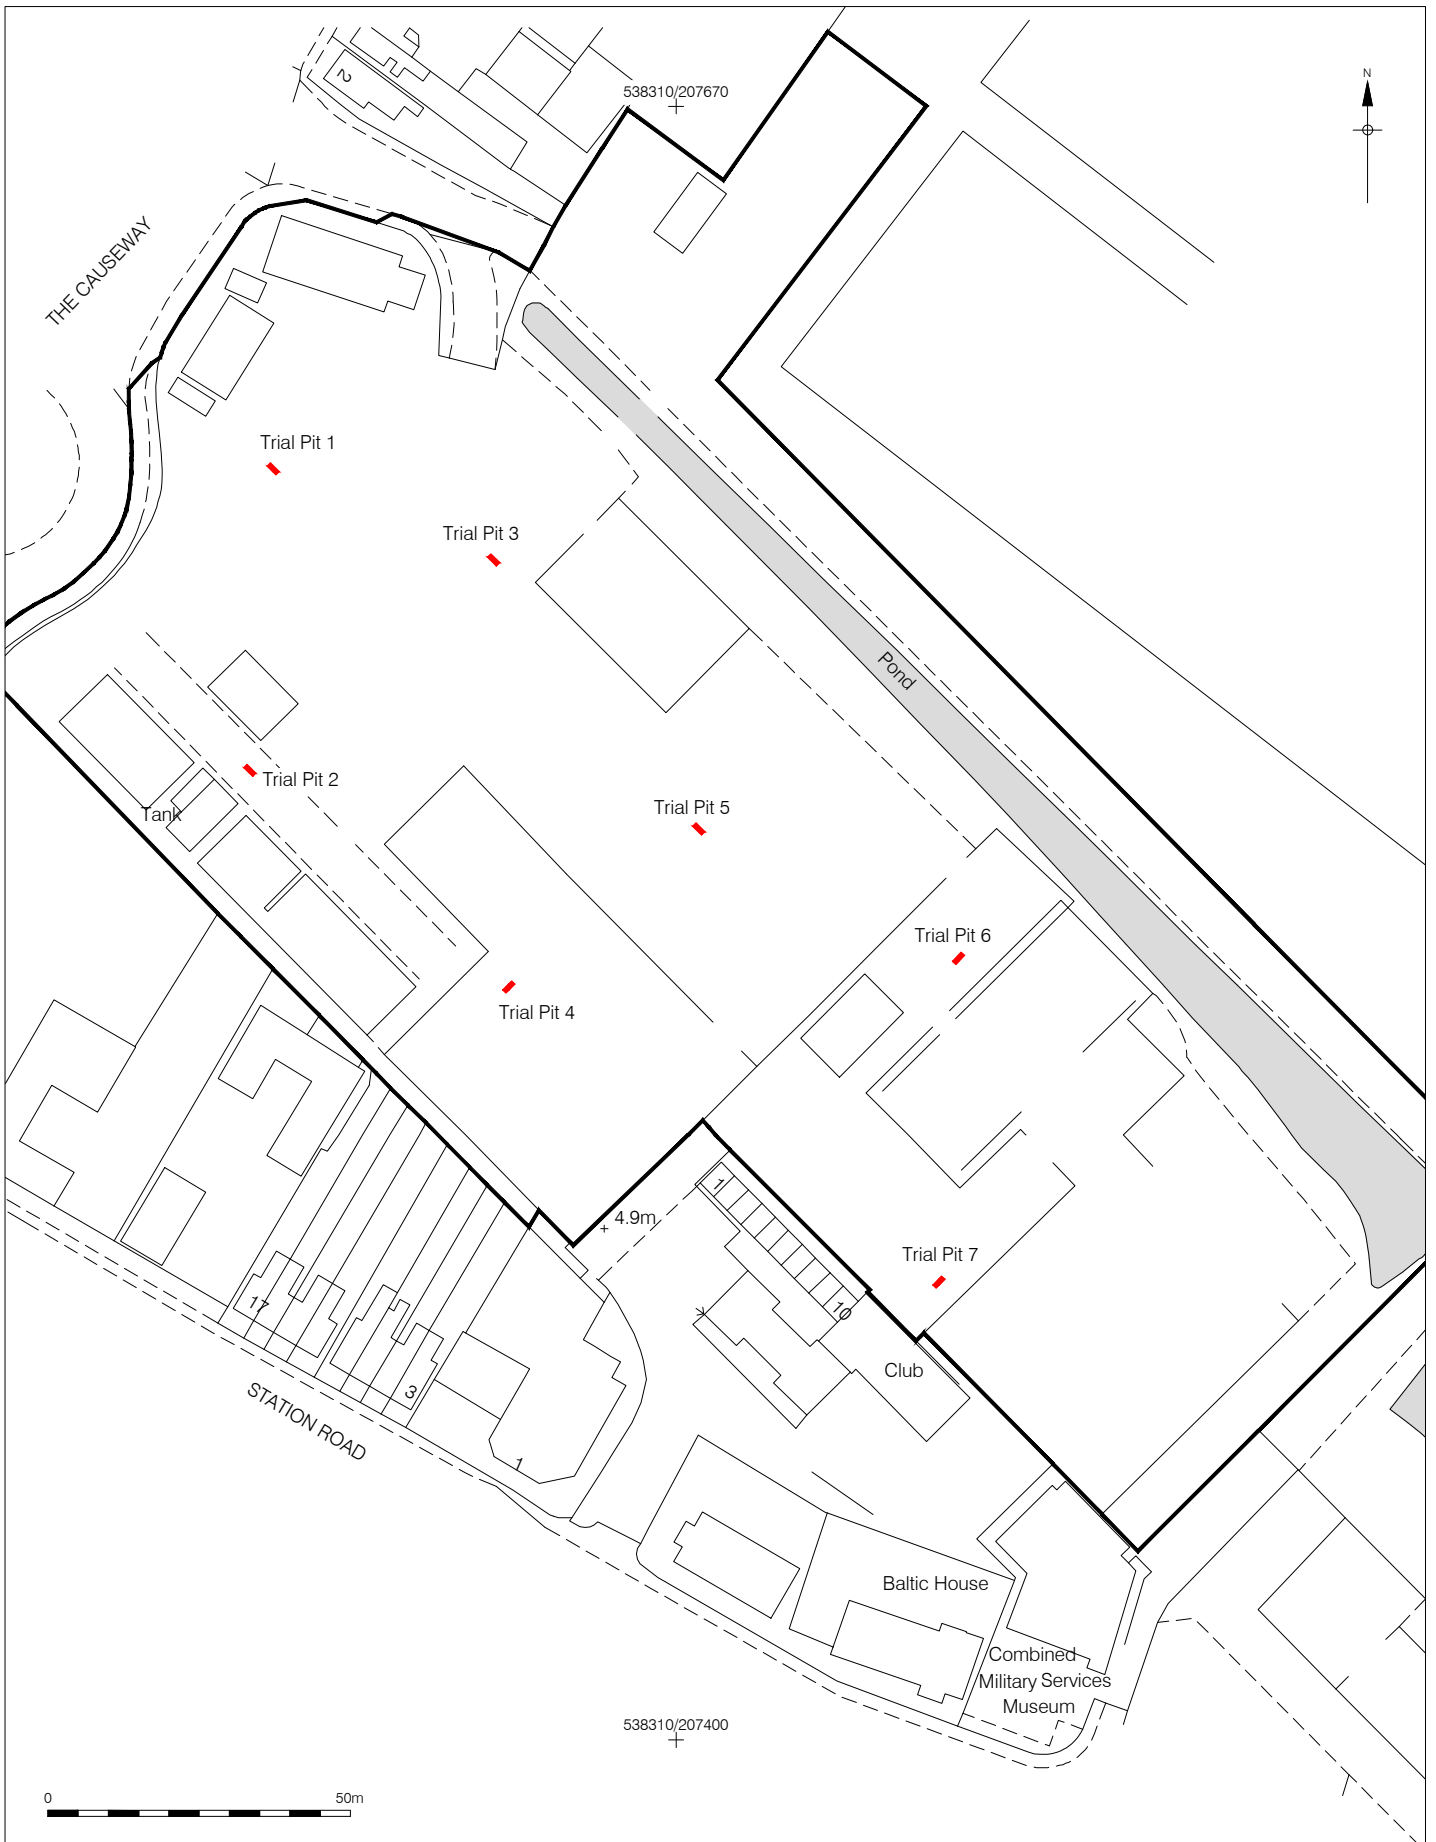 2
538310/207670
N
THE CAUSEWAY
Trial Pit 1
Trial Pit 3
Pond
Trial Pit 2
Tank
Trial Pit 5
Trial Pit 6
Trial Pit 4
1
4.9m
Trial Pit 7
17
10
Club
3
STATION ROAD
1
Baltic House
Combined
Military Services
Museum
538310/207400
0 50m